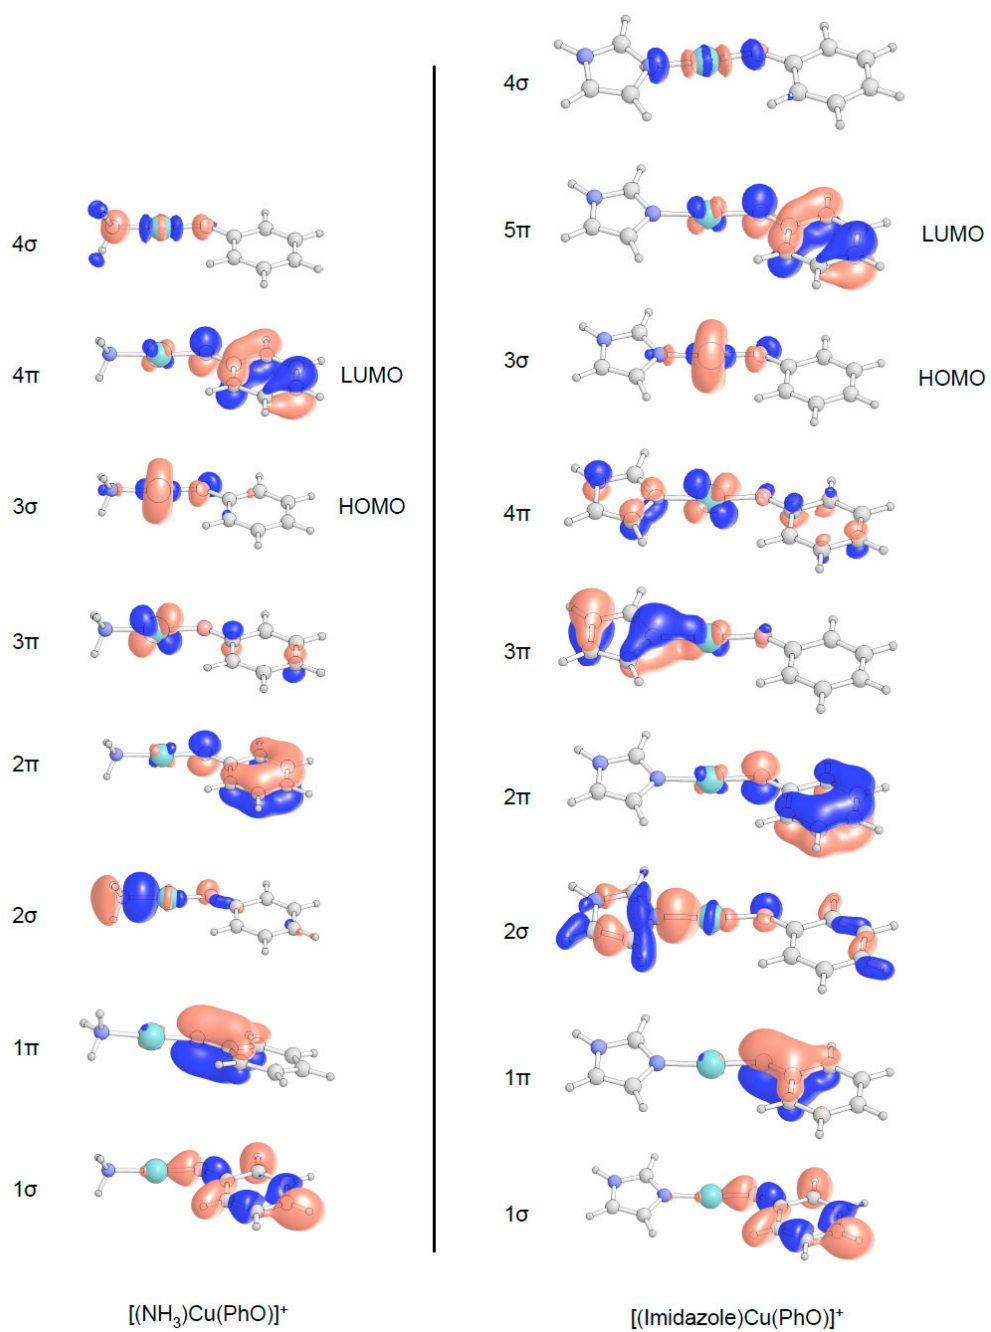 4σ
4π
LUMO
3σ
HOMO
3π
2π
2σ
1π
1σ
[(NH₃)Cu(PhO)]⁺
4σ
5π
LUMO
3σ
HOMO
4π
3π
2π
2σ
1π
1σ
[(Imidazole)Cu(PhO)]⁺